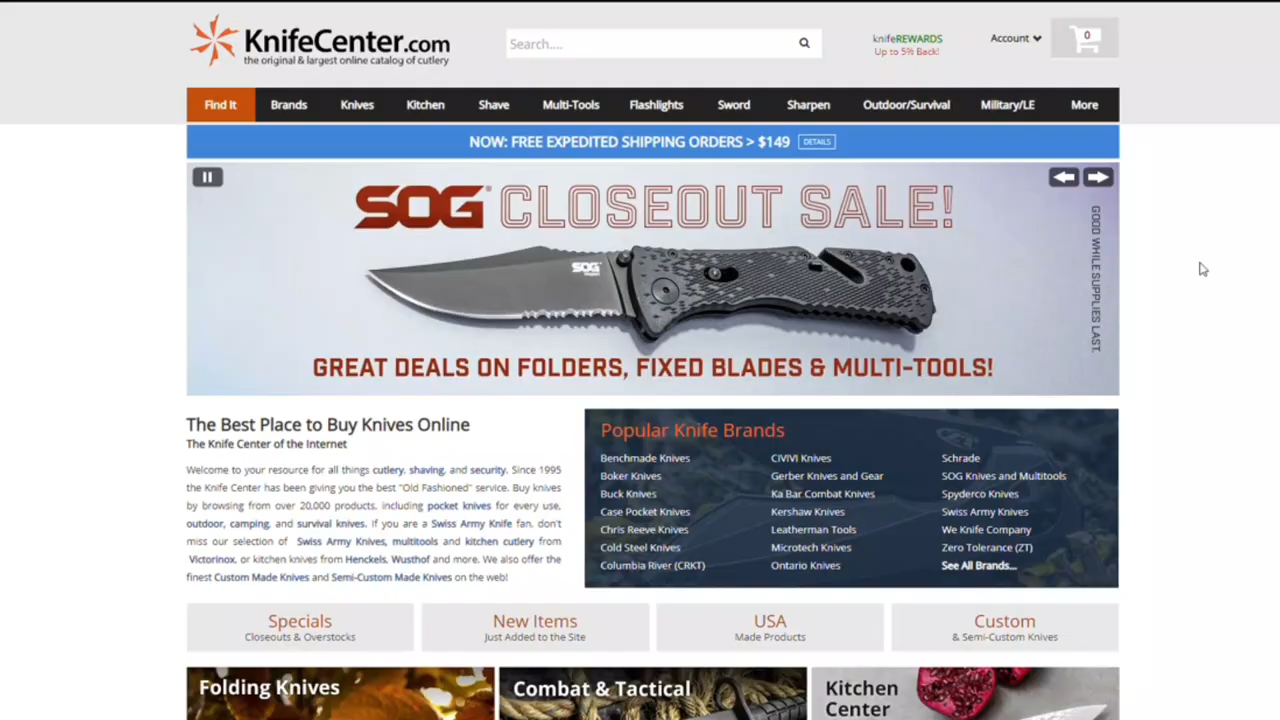 KnifeCenter.com
the original & largest online catalog of cutlery
Search....
knifeREWARDS
Up to 5% Back!
Account
0
Find It Brands Knives Kitchen Shave Multi-Tools Flashlights Sword Sharpen Outdoor/Survival Military/LE More
NOW: FREE EXPEDITED SHIPPING ORDERS > $149 DETAILS
SOG® CLOSEOUT SALE!
GOOD WHILE SUPPLIES LAST.
SOG
GREAT DEALS ON FOLDERS, FIXED BLADES & MULTI-TOOLS!
The Best Place to Buy Knives Online
The Knife Center of the Internet
Welcome to your resource for all things cutlery, shaving, and security. Since 1995
the Knife Center has been giving you the best "Old Fashioned" service. Buy knives
by browsing from over 20,000 products, including pocket knives for every use,
outdoor, camping, and survival knives. If you are a Swiss Army Knife fan, don't
miss our selection of Swiss Army Knives, multitools and kitchen cutlery from
Victorinox, or kitchen knives from Henckels, Wusthof and more. We also offer the
finest Custom Made Knives and Semi-Custom Made Knives on the web!
Popular Knife Brands
Benchmade Knives
Boker Knives
Buck Knives
Case Pocket Knives
Chris Reeve Knives
Cold Steel Knives
Columbia River (CRKT)
CIVIVI Knives
Gerber Knives and Gear
Ka Bar Combat Knives
Kershaw Knives
Leatherman Tools
Microtech Knives
Ontario Knives
Schrade
SOG Knives and Multitools
Spyderco Knives
Swiss Army Knives
We Knife Company
Zero Tolerance (ZT)
See All Brands...
Specials
Closeouts & Overstocks
New Items
Just Added to the Site
USA
Made Products
Custom
& Semi-Custom Knives
Folding Knives
Combat & Tactical
Kitchen
Center